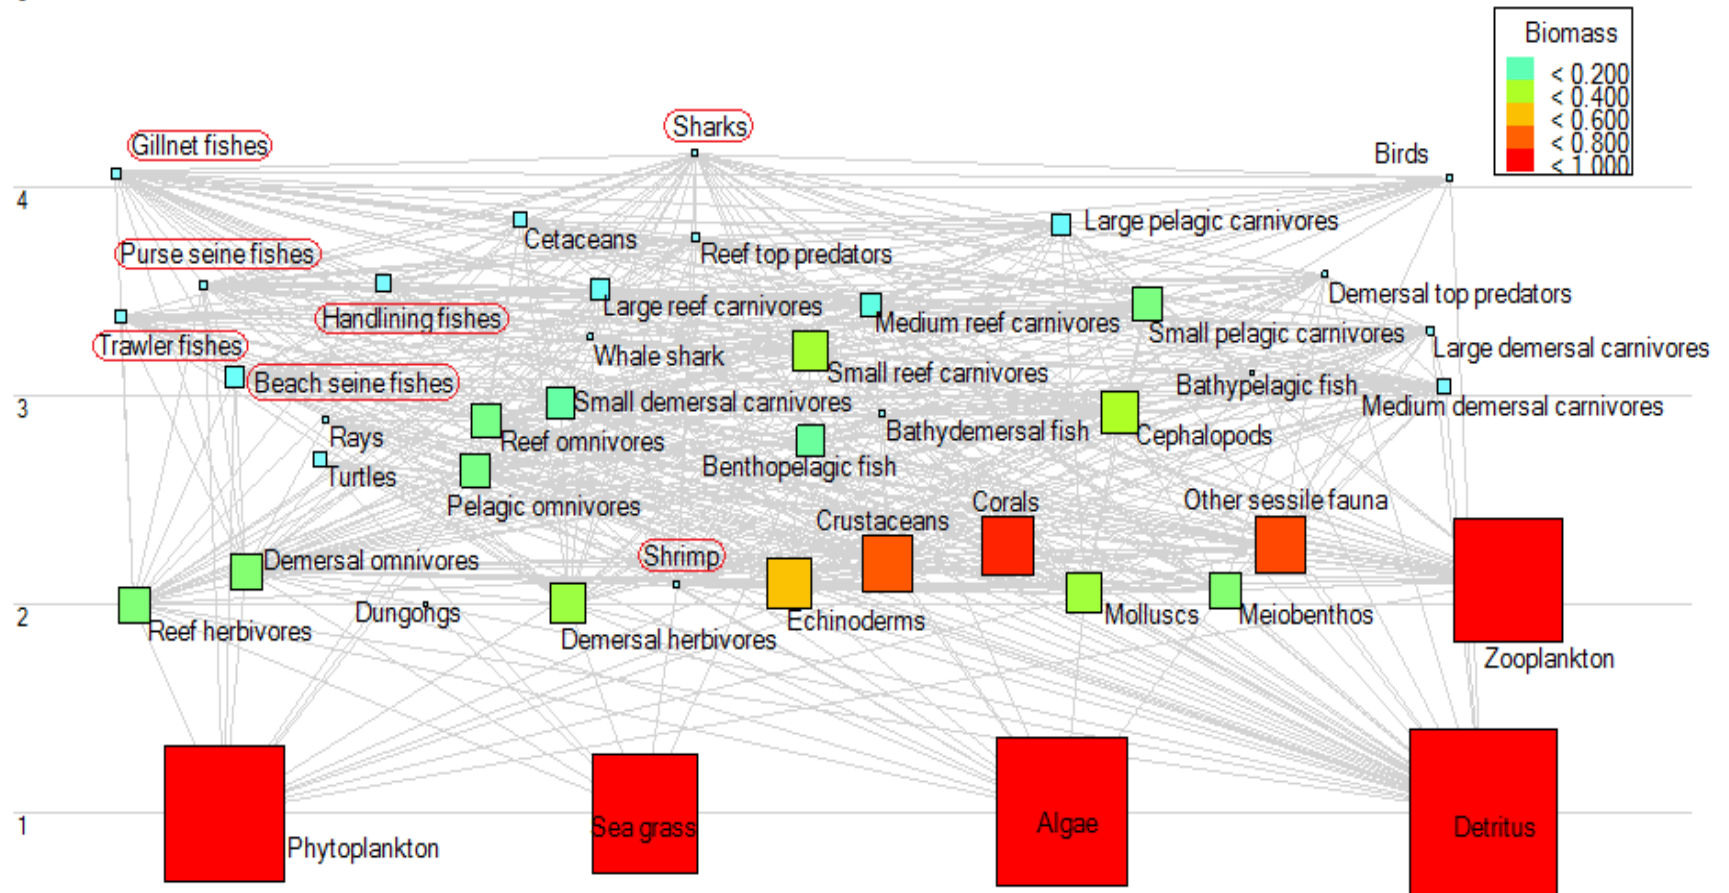 Biomass
< 0.200
< 0.400
< 0.600
< 0.800
< 1.000
Sharks
Gillnet fishes
Birds
4
Large pelagic carnivores
Cetaceans
Reef top predators
Purse seine fishes
Demersal top predators
Large reef carnivores
Handlining fishes
Medium reef carnivores
Small pelagic carnivores
Trawler fishes
Whale shark
Large demersal carnivores
Small reef carnivores
Beach seine fishes
Bathypelagic fish
3
Small demersal carnivores
Medium demersal carnivores
Rays
Reef omnivores
Bathydemersal fish
Cephalopods
Turtles
Benthopelagic fish
Pelagic omnivores
Corals
Other sessile fauna
Crustaceans
Shrimp
Demersal omnivores
2
Dungongs
Reef herbivores
Demersal herbivores
Echinoderms
Molluscs
Meiobenthos
Zooplankton
1
Phytoplankton
Sea grass
Algae
Detritus